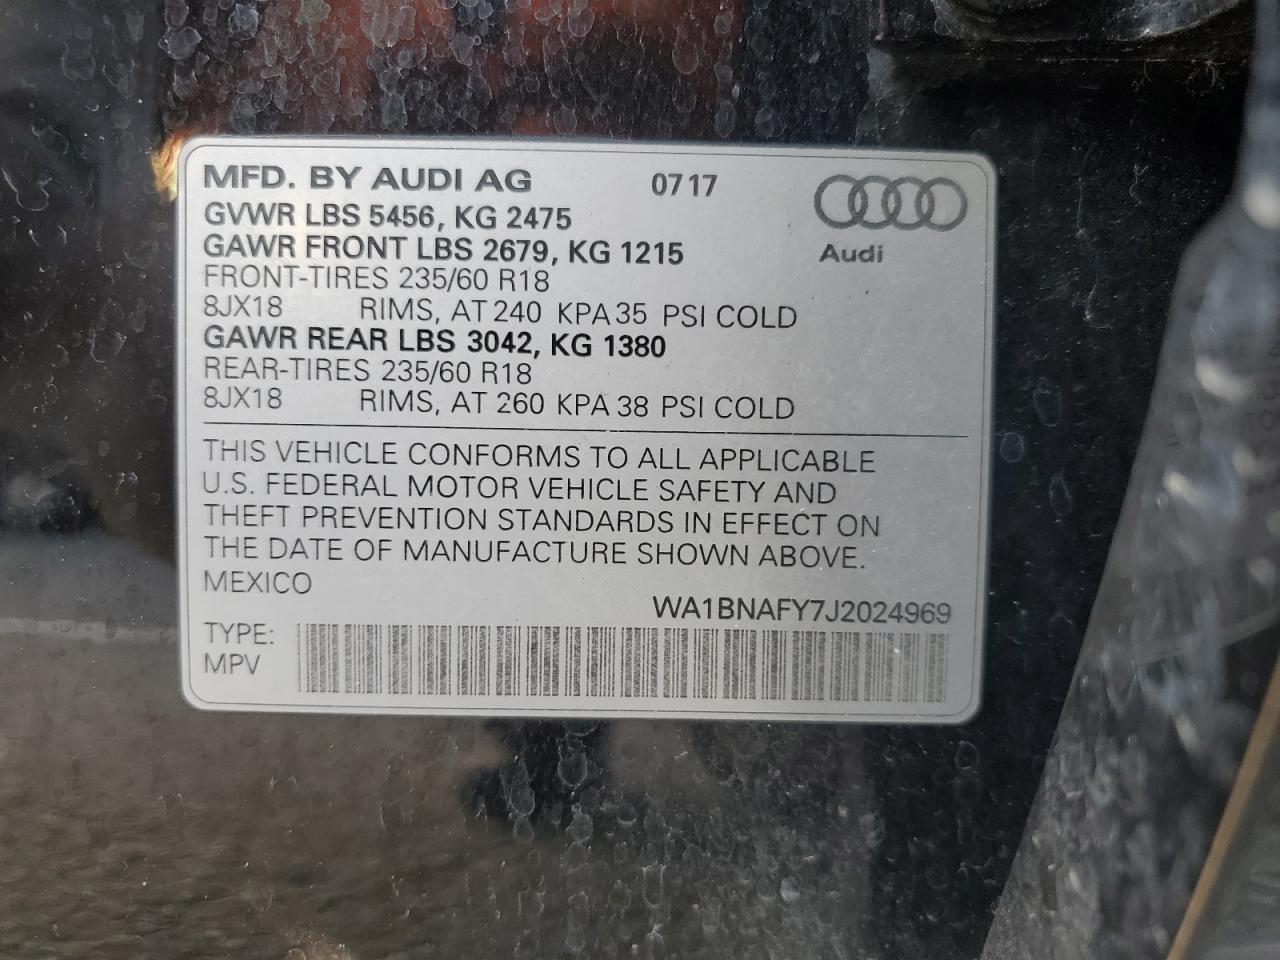 MFD. BY AUDI AG 0717
GVWR LBS 5456, KG 2475
GAWR FRONT LBS 2679, KG 1215
Audi
FRONT-TIRES 235/60 R18
8JX18 RIMS, AT 240 KPA 35 PSI COLD
GAWR REAR LBS 3042, KG 1380
REAR-TIRES 235/60 R18
8JX18 RIMS, AT 260 KPA 38 PSI COLD
THIS VEHICLE CONFORMS TO ALL APPLICABLE
U.S. FEDERAL MOTOR VEHICLE SAFETY AND
THEFT PREVENTION STANDARDS IN EFFECT ON
THE DATE OF MANUFACTURE SHOWN ABOVE.
MEXICO
WA1BNAFY7J2024969
TYPE:
MPV